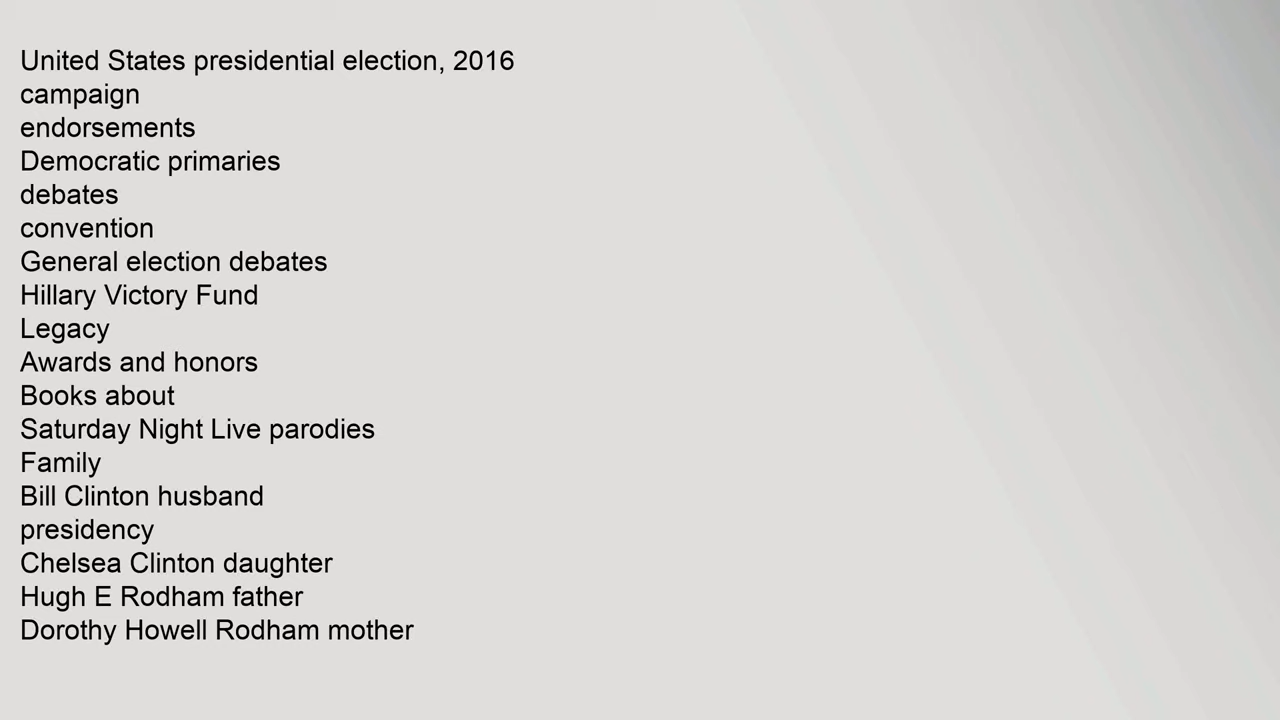 United States presidential election, 2016
campaign
endorsements
Democratic primaries
debates
convention
General election debates
Hillary Victory Fund
Legacy
Awards and honors
Books about
Saturday Night Live parodies
Family
Bill Clinton husband
presidency
Chelsea Clinton daughter
Hugh E Rodham father
Dorothy Howell Rodham mother